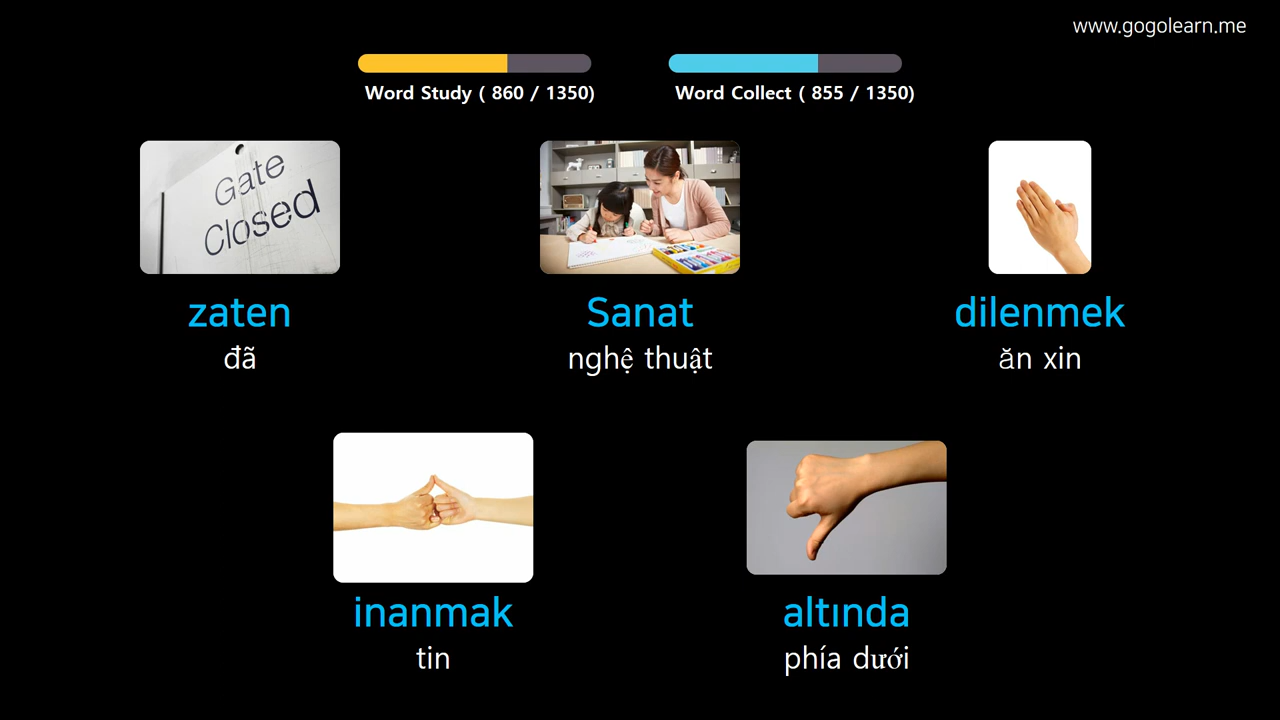 www.gogolearn.me
Word Study ( 860 / 1350)
Word Collect ( 855 / 1350)
Gate
Closed
zaten
đã
Sanat
nghệ thuật
dilenmek
ăn xin
inanmak
tin
altında
phía dưới